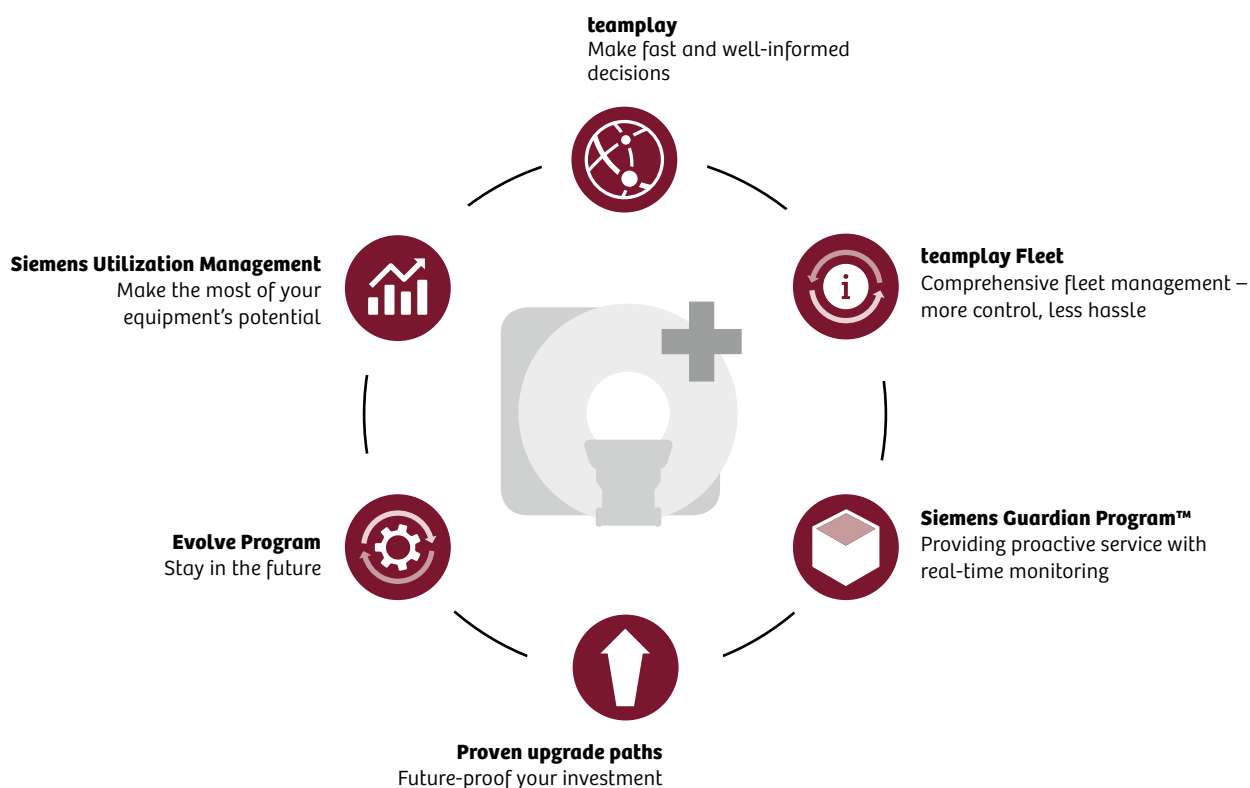 teamplay
Make fast and well-informed
decisions
Siemens Utilization Management
Make the most of your
equipment’s potential
teamplay Fleet
Comprehensive fleet management –
more control, less hassle
i
Evolve Program
Stay in the future
Siemens Guardian Program™
Providing proactive service with
real-time monitoring
Proven upgrade paths
Future-proof your investment